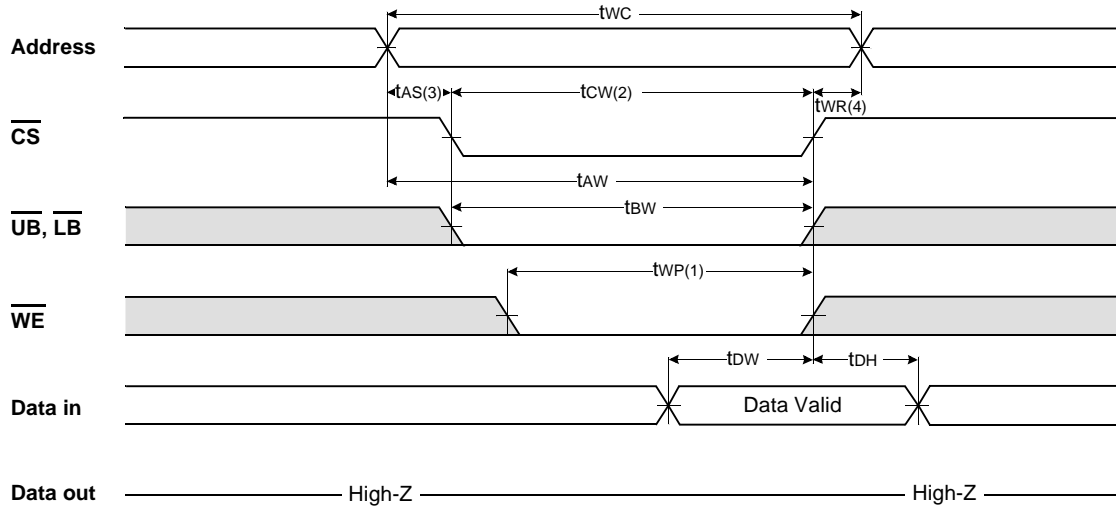 tWC
Address
tAS(3) tCW(2) tWR(4)
CS
tAW
tBW
UB, LB
tWP(1)
WE
tDW tDH
Data in Data Valid
Data out High-Z High-Z